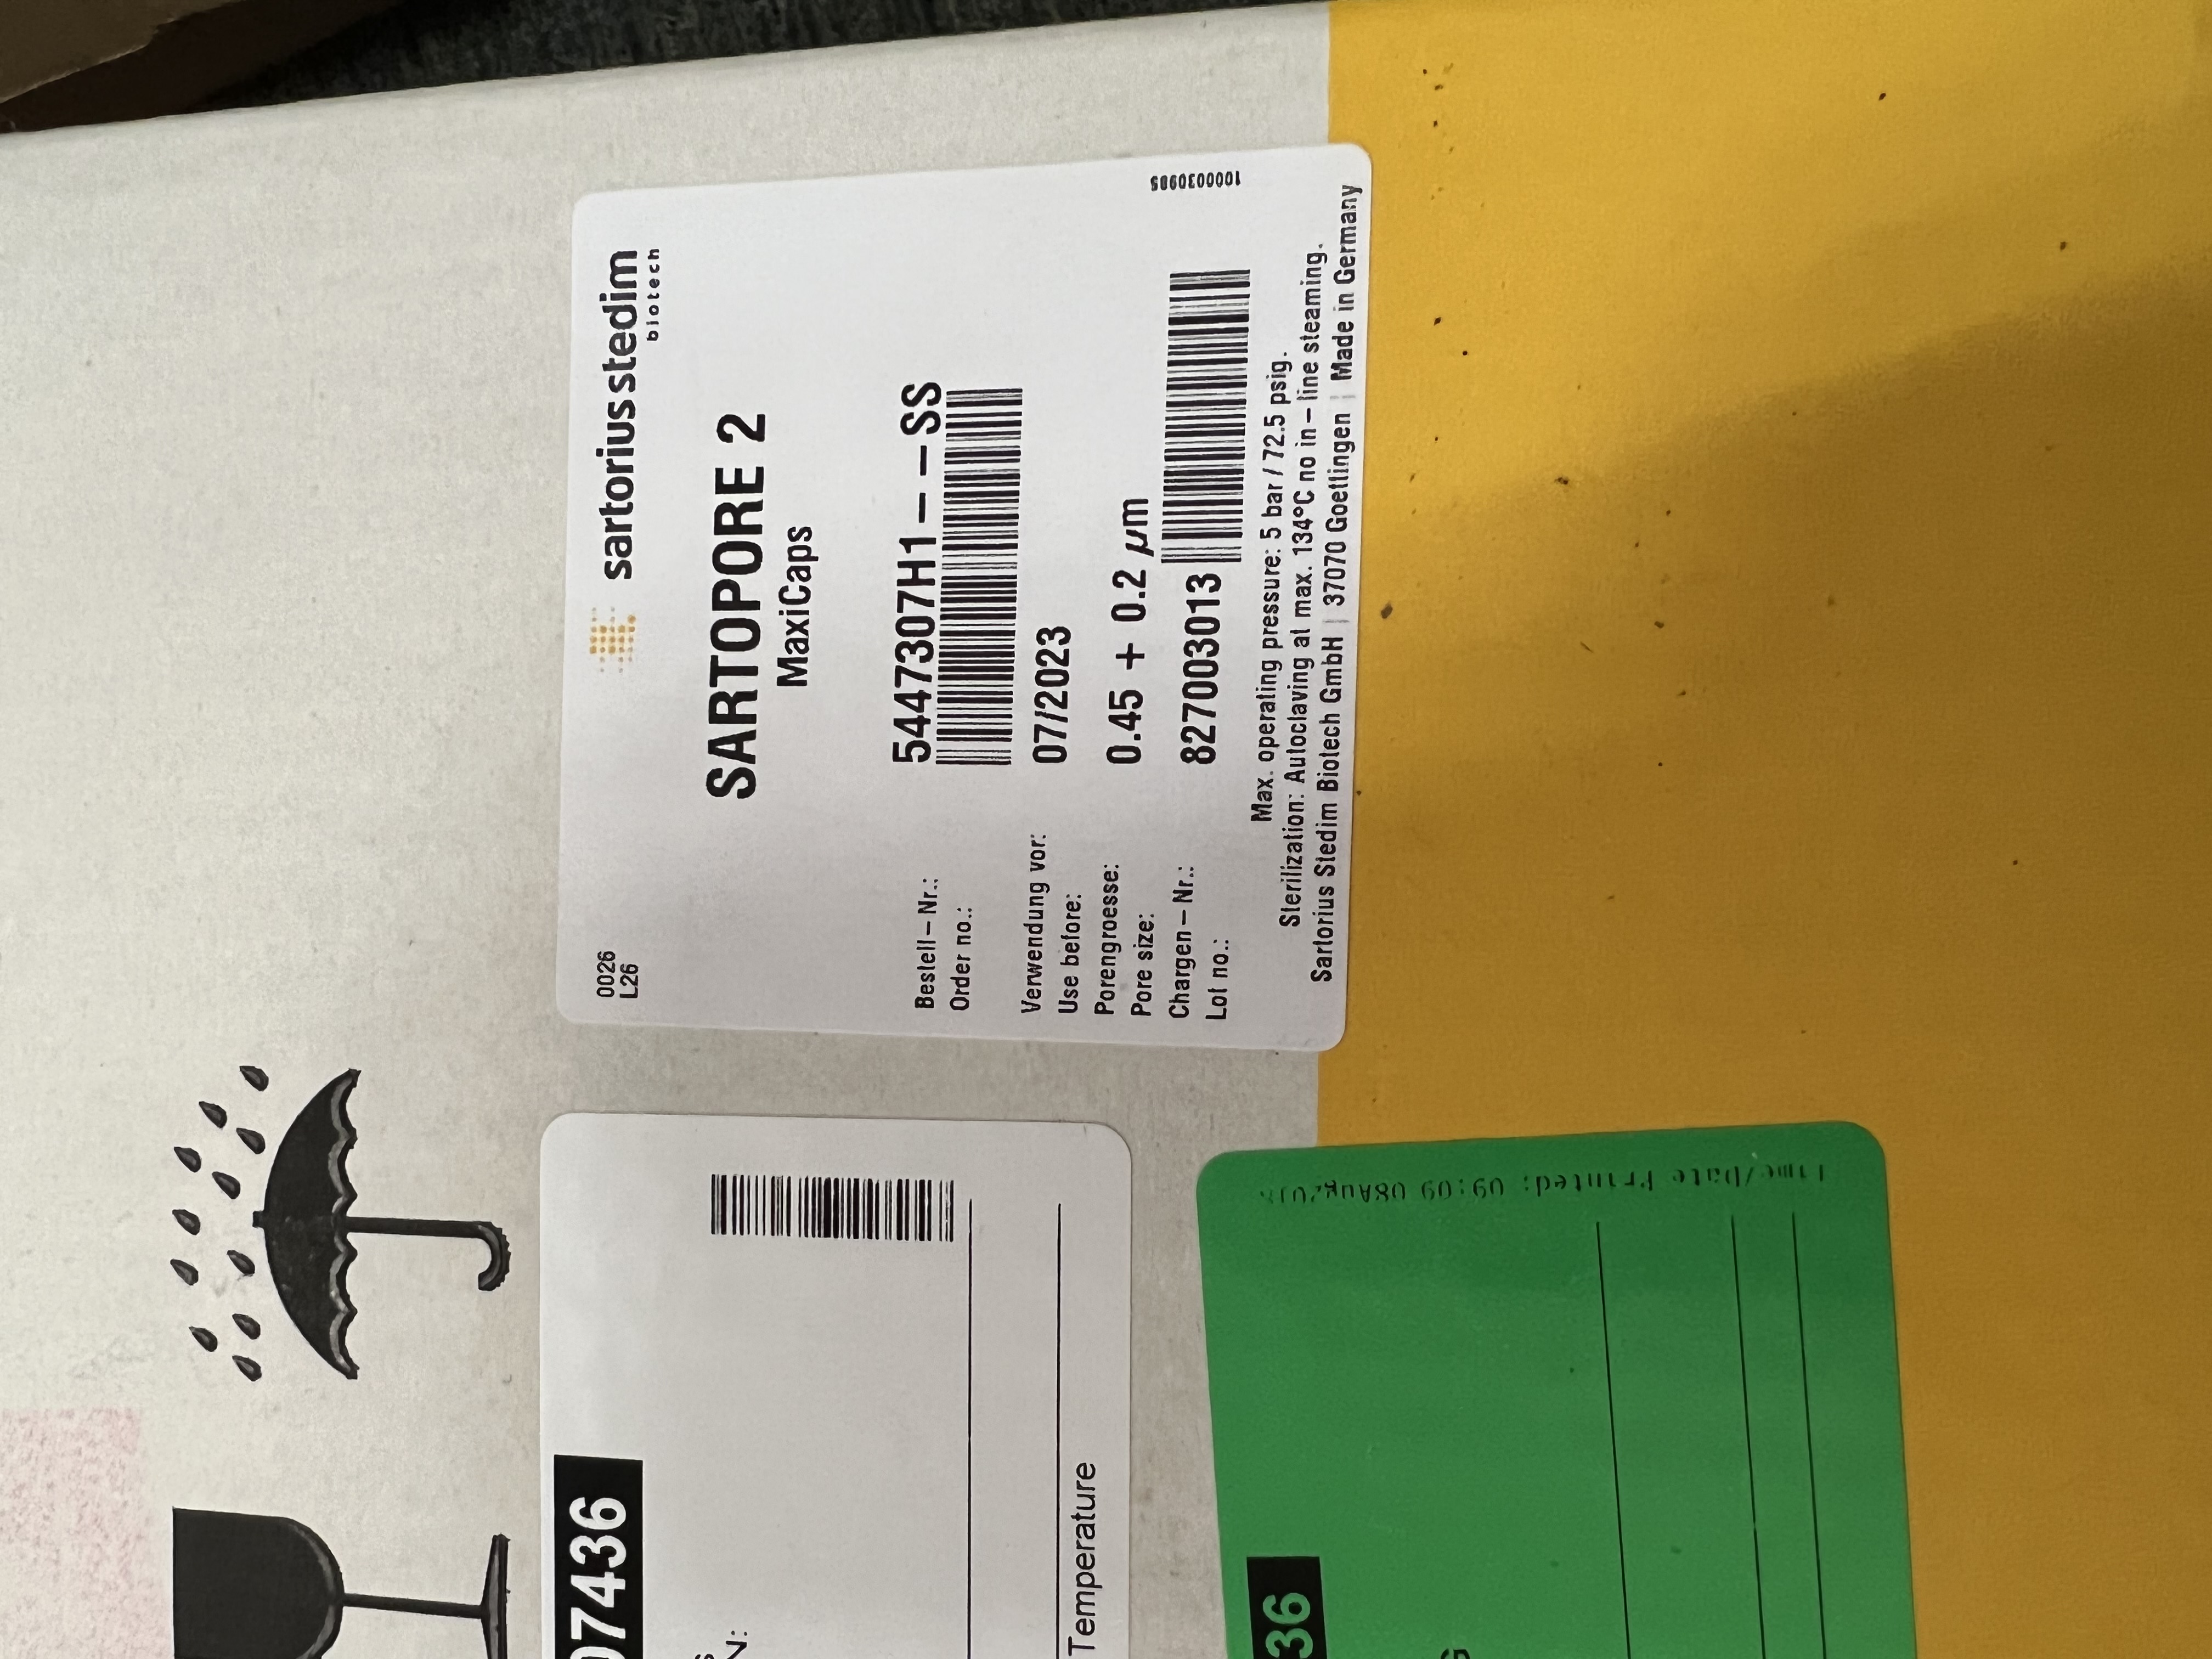 0026
L26
sartorius stedim
biotech
SARTOPORE 2
MaxiCaps
Bestell–Nr.:
Order no.:
5447307H1––SS
Verwendung vor:
Use before:
07/2023
Porengroesse:
Pore size:
0.45 + 0.2 µm
Chargen–Nr.:
Lot no.:
827003013
1000030985
Max. operating pressure: 5 bar / 72.5 psig.
Sterilization: Autoclaving at max. 134°C no in–line steaming.
Sartorius Stedim Biotech GmbH | 37070 Goettingen | Made in Germany
07436
N:
Temperature
36
Time/Date Printed: 09:09 08Aug